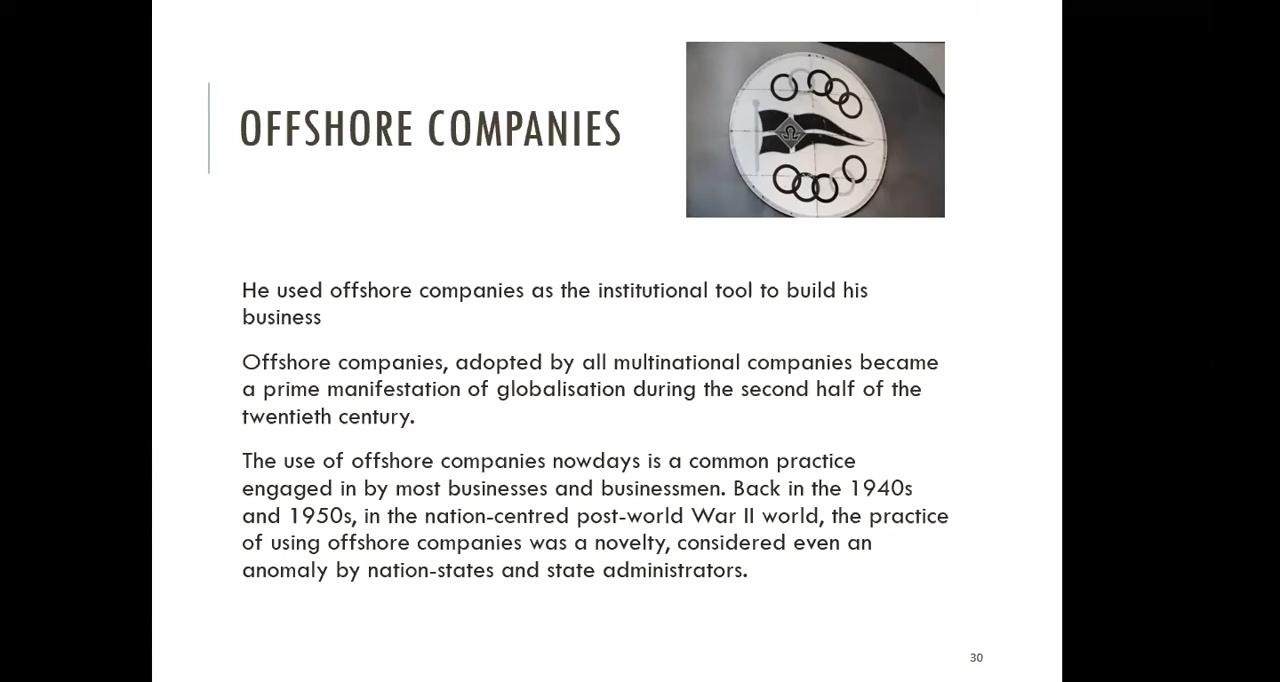 OFFSHORE COMPANIES
Ω
He used offshore companies as the institutional tool to build his
business
Offshore companies, adopted by all multinational companies became
a prime manifestation of globalisation during the second half of the
twentieth century.
The use of offshore companies nowdays is a common practice
engaged in by most businesses and businessmen. Back in the 1940s
and 1950s, in the nation-centred post-world War II world, the practice
of using offshore companies was a novelty, considered even an
anomaly by nation-states and state administrators.
30